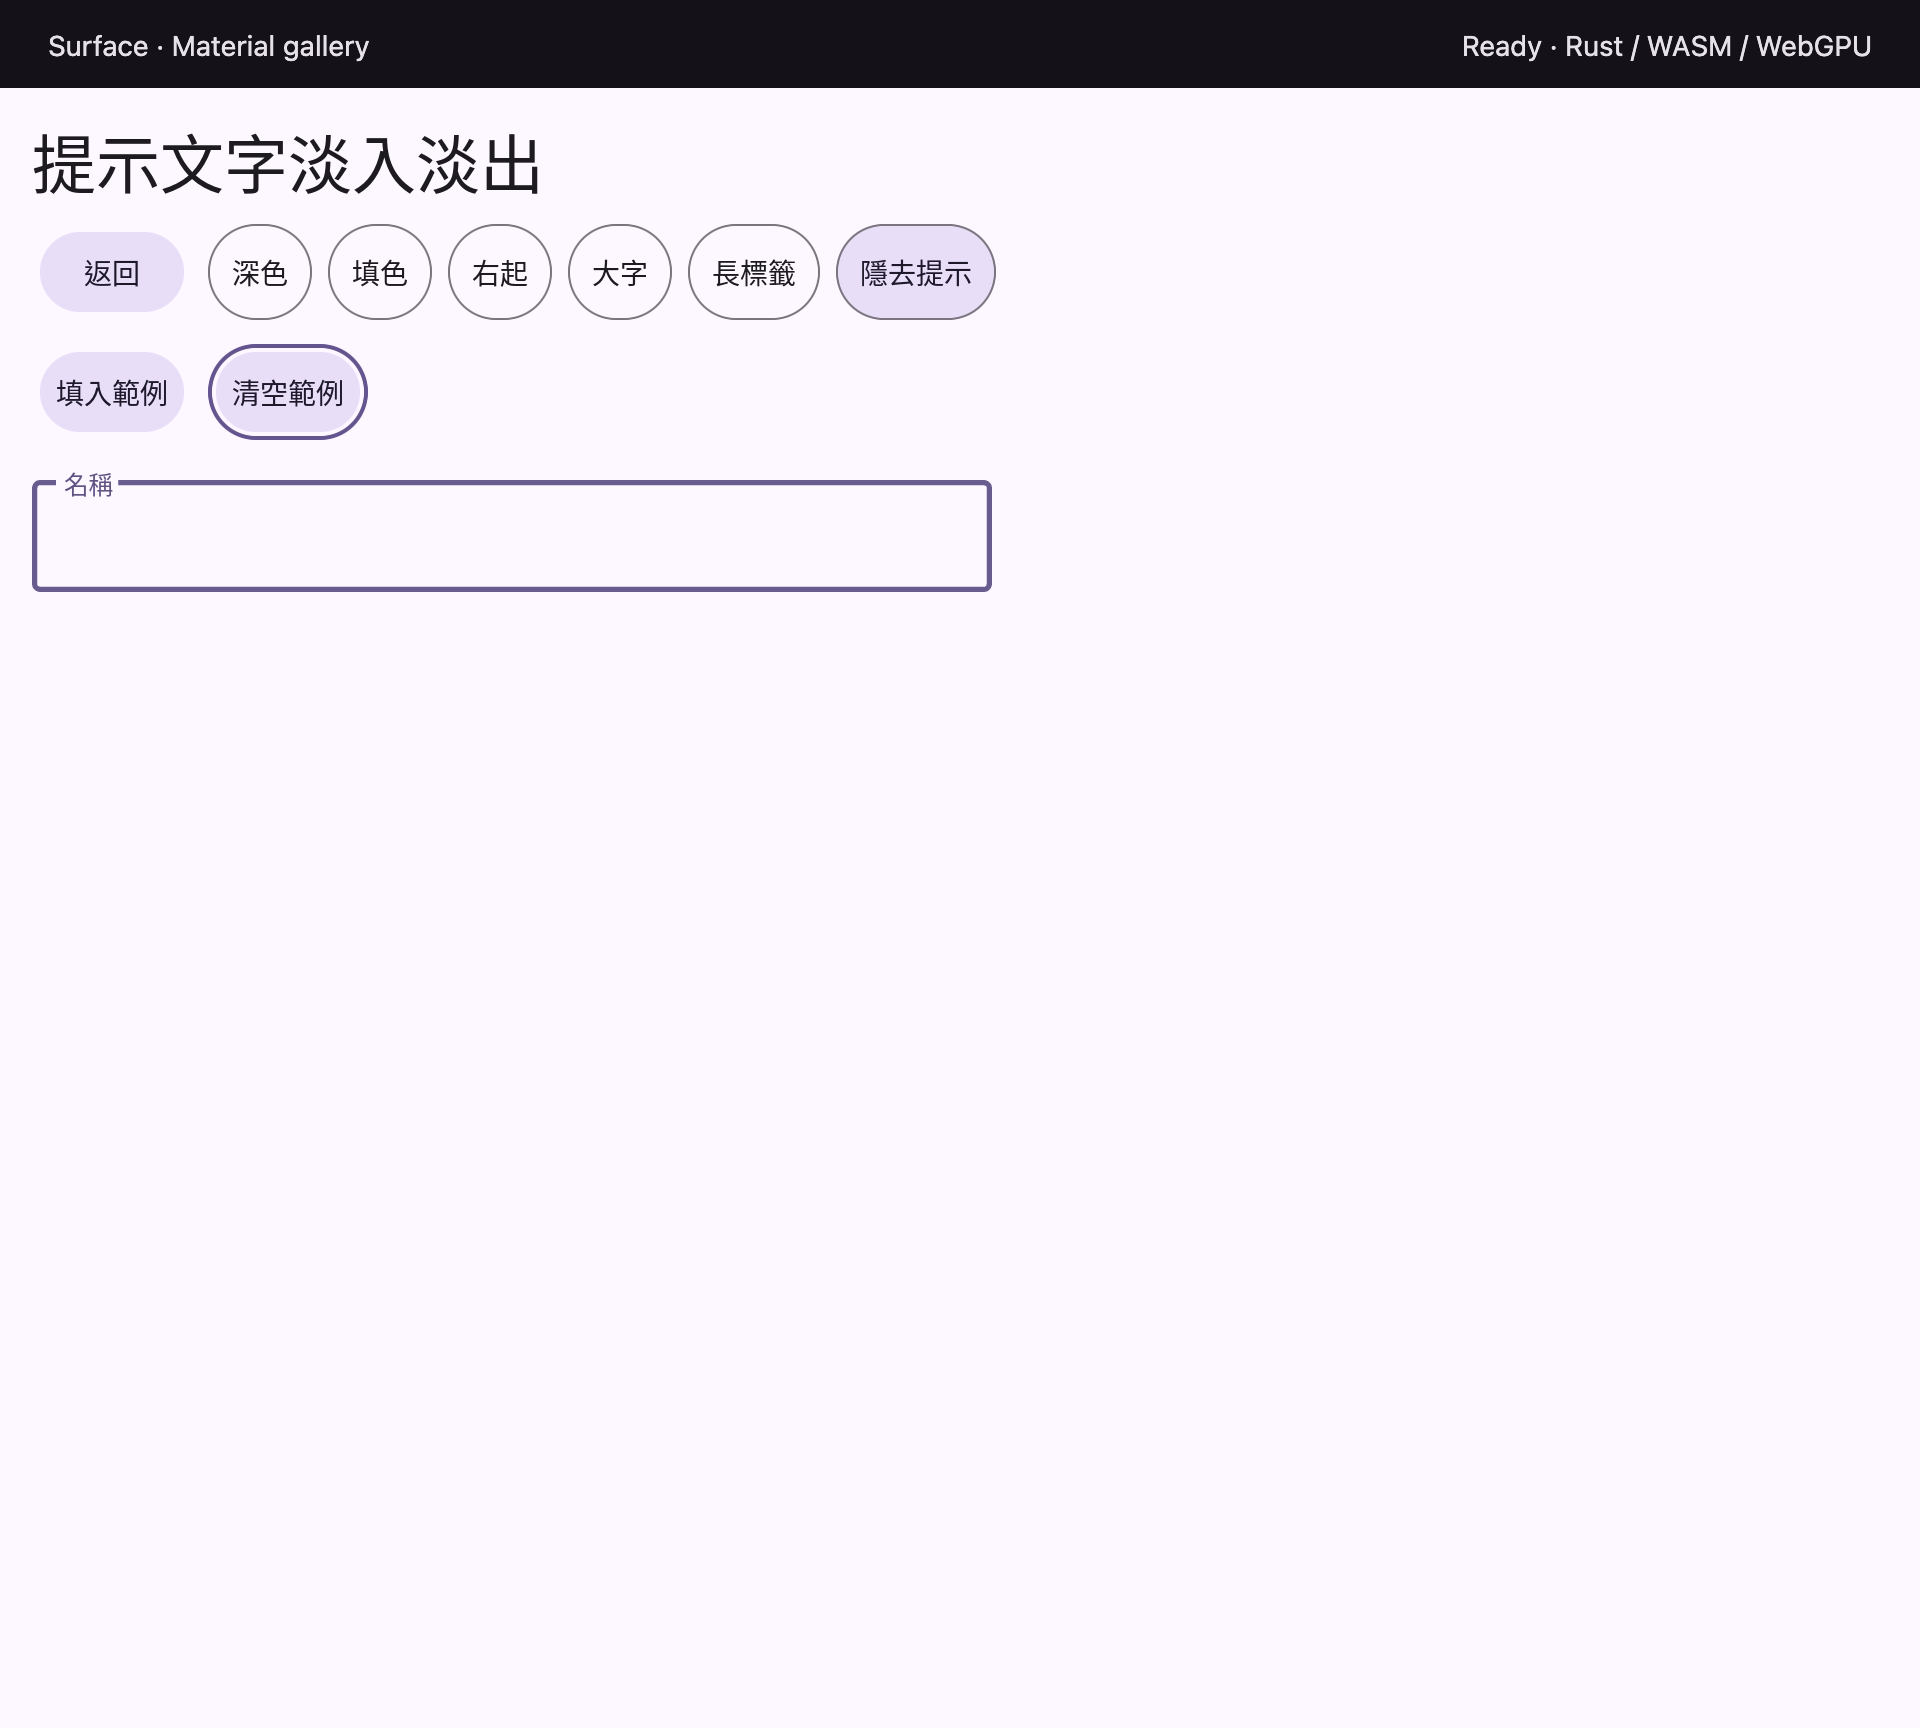 Surface · Material gallery
Ready · Rust / WASM / WebGPU
提示文字淡入淡出
返回 深色 填色 右起 大字 長標籤 隱去提示
填入範例 清空範例
名稱